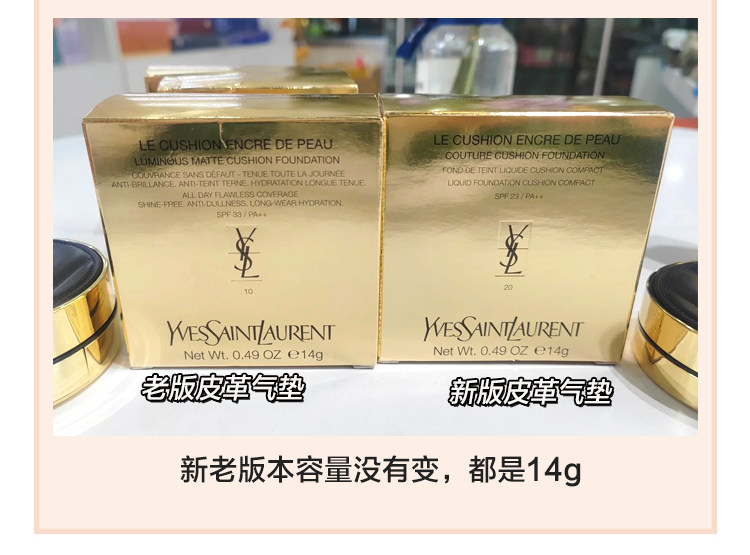 LE CUSHION ENCRE DE PEAU
LUMINOUS MATTE CUSHION FOUNDATION
COUVRANCE SANS DÉFAUT - TENUE TOUTE LA JOURNÉE
ANTI-BRILLANCE. ANTI-TEINT TERNE. HYDRATATION LONGUE TENUE.
ALL DAY FLAWLESS COVERAGE
SHINE-FREE. ANTI-DULLNESS. LONG-WEAR HYDRATION.
SPF 33 / PA++
YSL
10
YVESSAINTLAURENT
Net Wt. 0.49 OZ ℮14g
老版皮革气垫
LE CUSHION ENCRE DE PEAU
COUTURE CUSHION FOUNDATION
FOND DE TEINT LIQUIDE CUSHION COMPACT
LIQUID FOUNDATION CUSHION COMPACT
SPF 23 / PA++
YSL
20
YVESSAINTLAURENT
Net Wt. 0.49 OZ ℮14g
新版皮革气垫
新老版本容量没有变，都是14g